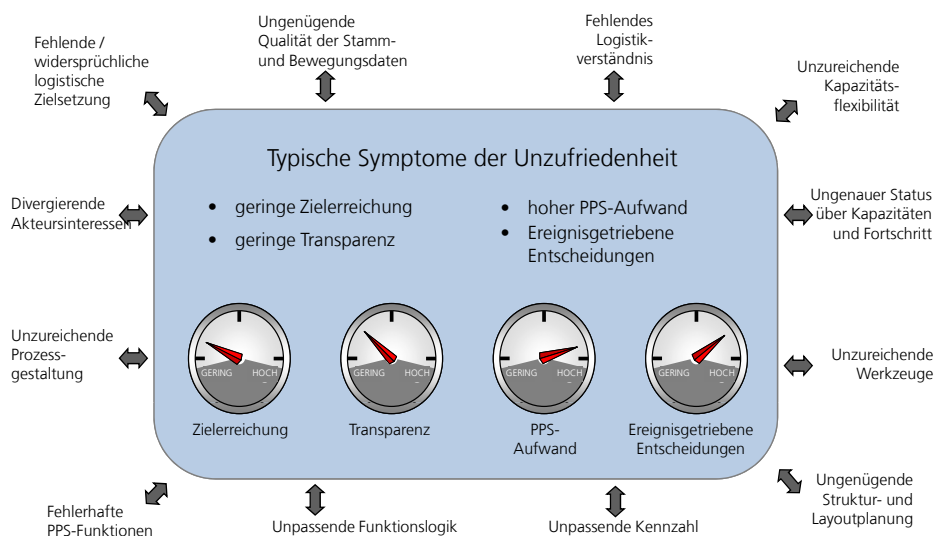 Ungenügende
Qualität der Stamm-
und Bewegungsdaten
Fehlendes
Logistik-
verständnis
Fehlende /
widersprüchliche
logistische
Zielsetzung
Unzureichende
Kapazitäts-
flexibilität
Typische Symptome der Unzufriedenheit
• geringe Zielerreichung
• geringe Transparenz
• hoher PPS-Aufwand
• Ereignisgetriebene
Entscheidungen
Divergierende
Akteursinteressen
Ungenauer Status
über Kapazitäten
und Fortschritt
Unzureichende
Prozess-
gestaltung
GERING HOCH
GERING HOCH
GERING HOCH
GERING HOCH
Unzureichende
Werkzeuge
Zielerreichung
Transparenz
PPS-
Aufwand
Ereignisgetriebene
Entscheidungen
Fehlerhafte
PPS-Funktionen
Unpassende Funktionslogik
Unpassende Kennzahl
Ungenügende
Struktur- und
Layoutplanung